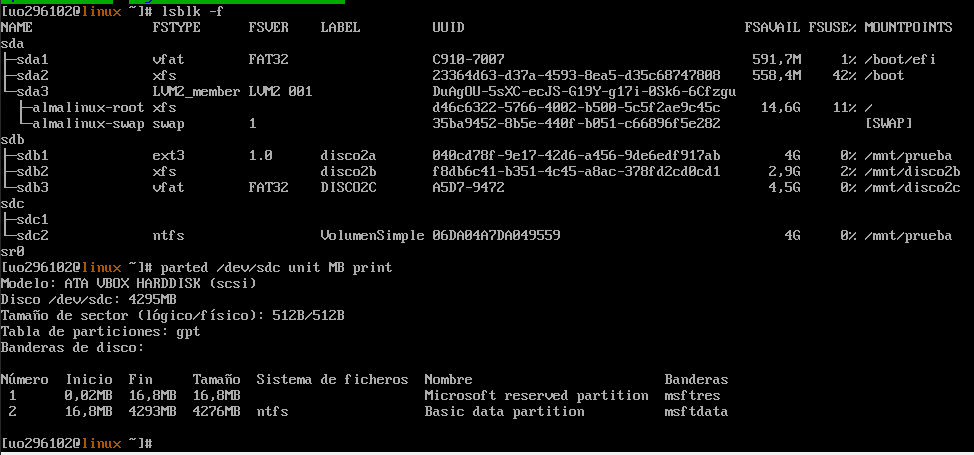 [uo296102@linux ~]# lsblk -f
NAME FSTYPE FSVER LABEL UUID FSAVAIL FSUSE% MOUNTPOINTS
sda
├─sda1 vfat FAT32 C910-7007 591,7M 1% /boot/efi
├─sda2 xfs 23364d63-d37a-4593-8ea5-d35c68747808 558,4M 42% /boot
└─sda3 LVM2_member LVM2 001 DuAgOU-5sXC-ecJS-G19Y-g17i-0Sk6-6Cfzgu
├─almalinux-root xfs d46c6322-5766-4002-b500-5c5f2ae9c45c 14,6G 11% /
└─almalinux-swap swap 1 35ba9452-8b5e-440f-b051-c66896f5e282 [SWAP]
sdb
├─sdb1 ext3 1.0 disco2a 040cd78f-9e17-42d6-a456-9de6edf917ab 4G 0% /mnt/prueba
├─sdb2 xfs disco2b f8db6c41-b351-4c45-a8ac-378fd2cd0cd1 2,9G 2% /mnt/disco2b
└─sdb3 vfat FAT32 DISCO2C A5D7-9472 4,5G 0% /mnt/disco2c
sdc
├─sdc1
└─sdc2 ntfs VolumenSimple 06DA04A7DA049559 4G 0% /mnt/prueba
sr0
[uo296102@linux ~]# parted /dev/sdc unit MB print
Modelo: ATA VBOX HARDDISK (scsi)
Disco /dev/sdc: 4295MB
Tamaño de sector (lógico/físico): 512B/512B
Tabla de particiones: gpt
Banderas de disco:
Número Inicio Fin Tamaño Sistema de ficheros Nombre Banderas
1 0,02MB 16,8MB 16,8MB Microsoft reserved partition msftres
2 16,8MB 4293MB 4276MB ntfs Basic data partition msftdata
[uo296102@linux ~]#